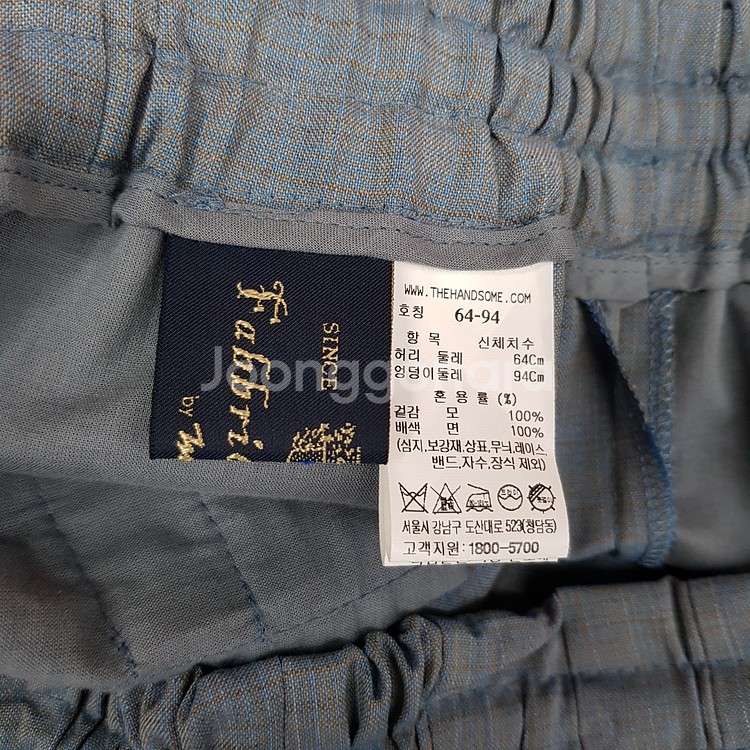 SINCE
Fabbric
by
WWW.THEHANDSOME.COM
호칭 64-94
항 목 신체치수
허리 둘레 64Cm
엉덩이둘레 94Cm
혼 용 률 (%)
겉감 모 100%
배색 면 100%
(심지,보강재,상표,무늬,레이스,
밴드,자수,장식 제외)
서울시 강남구 도산대로 523(청담동)
고객지원: 1800-5700
Joonggonara